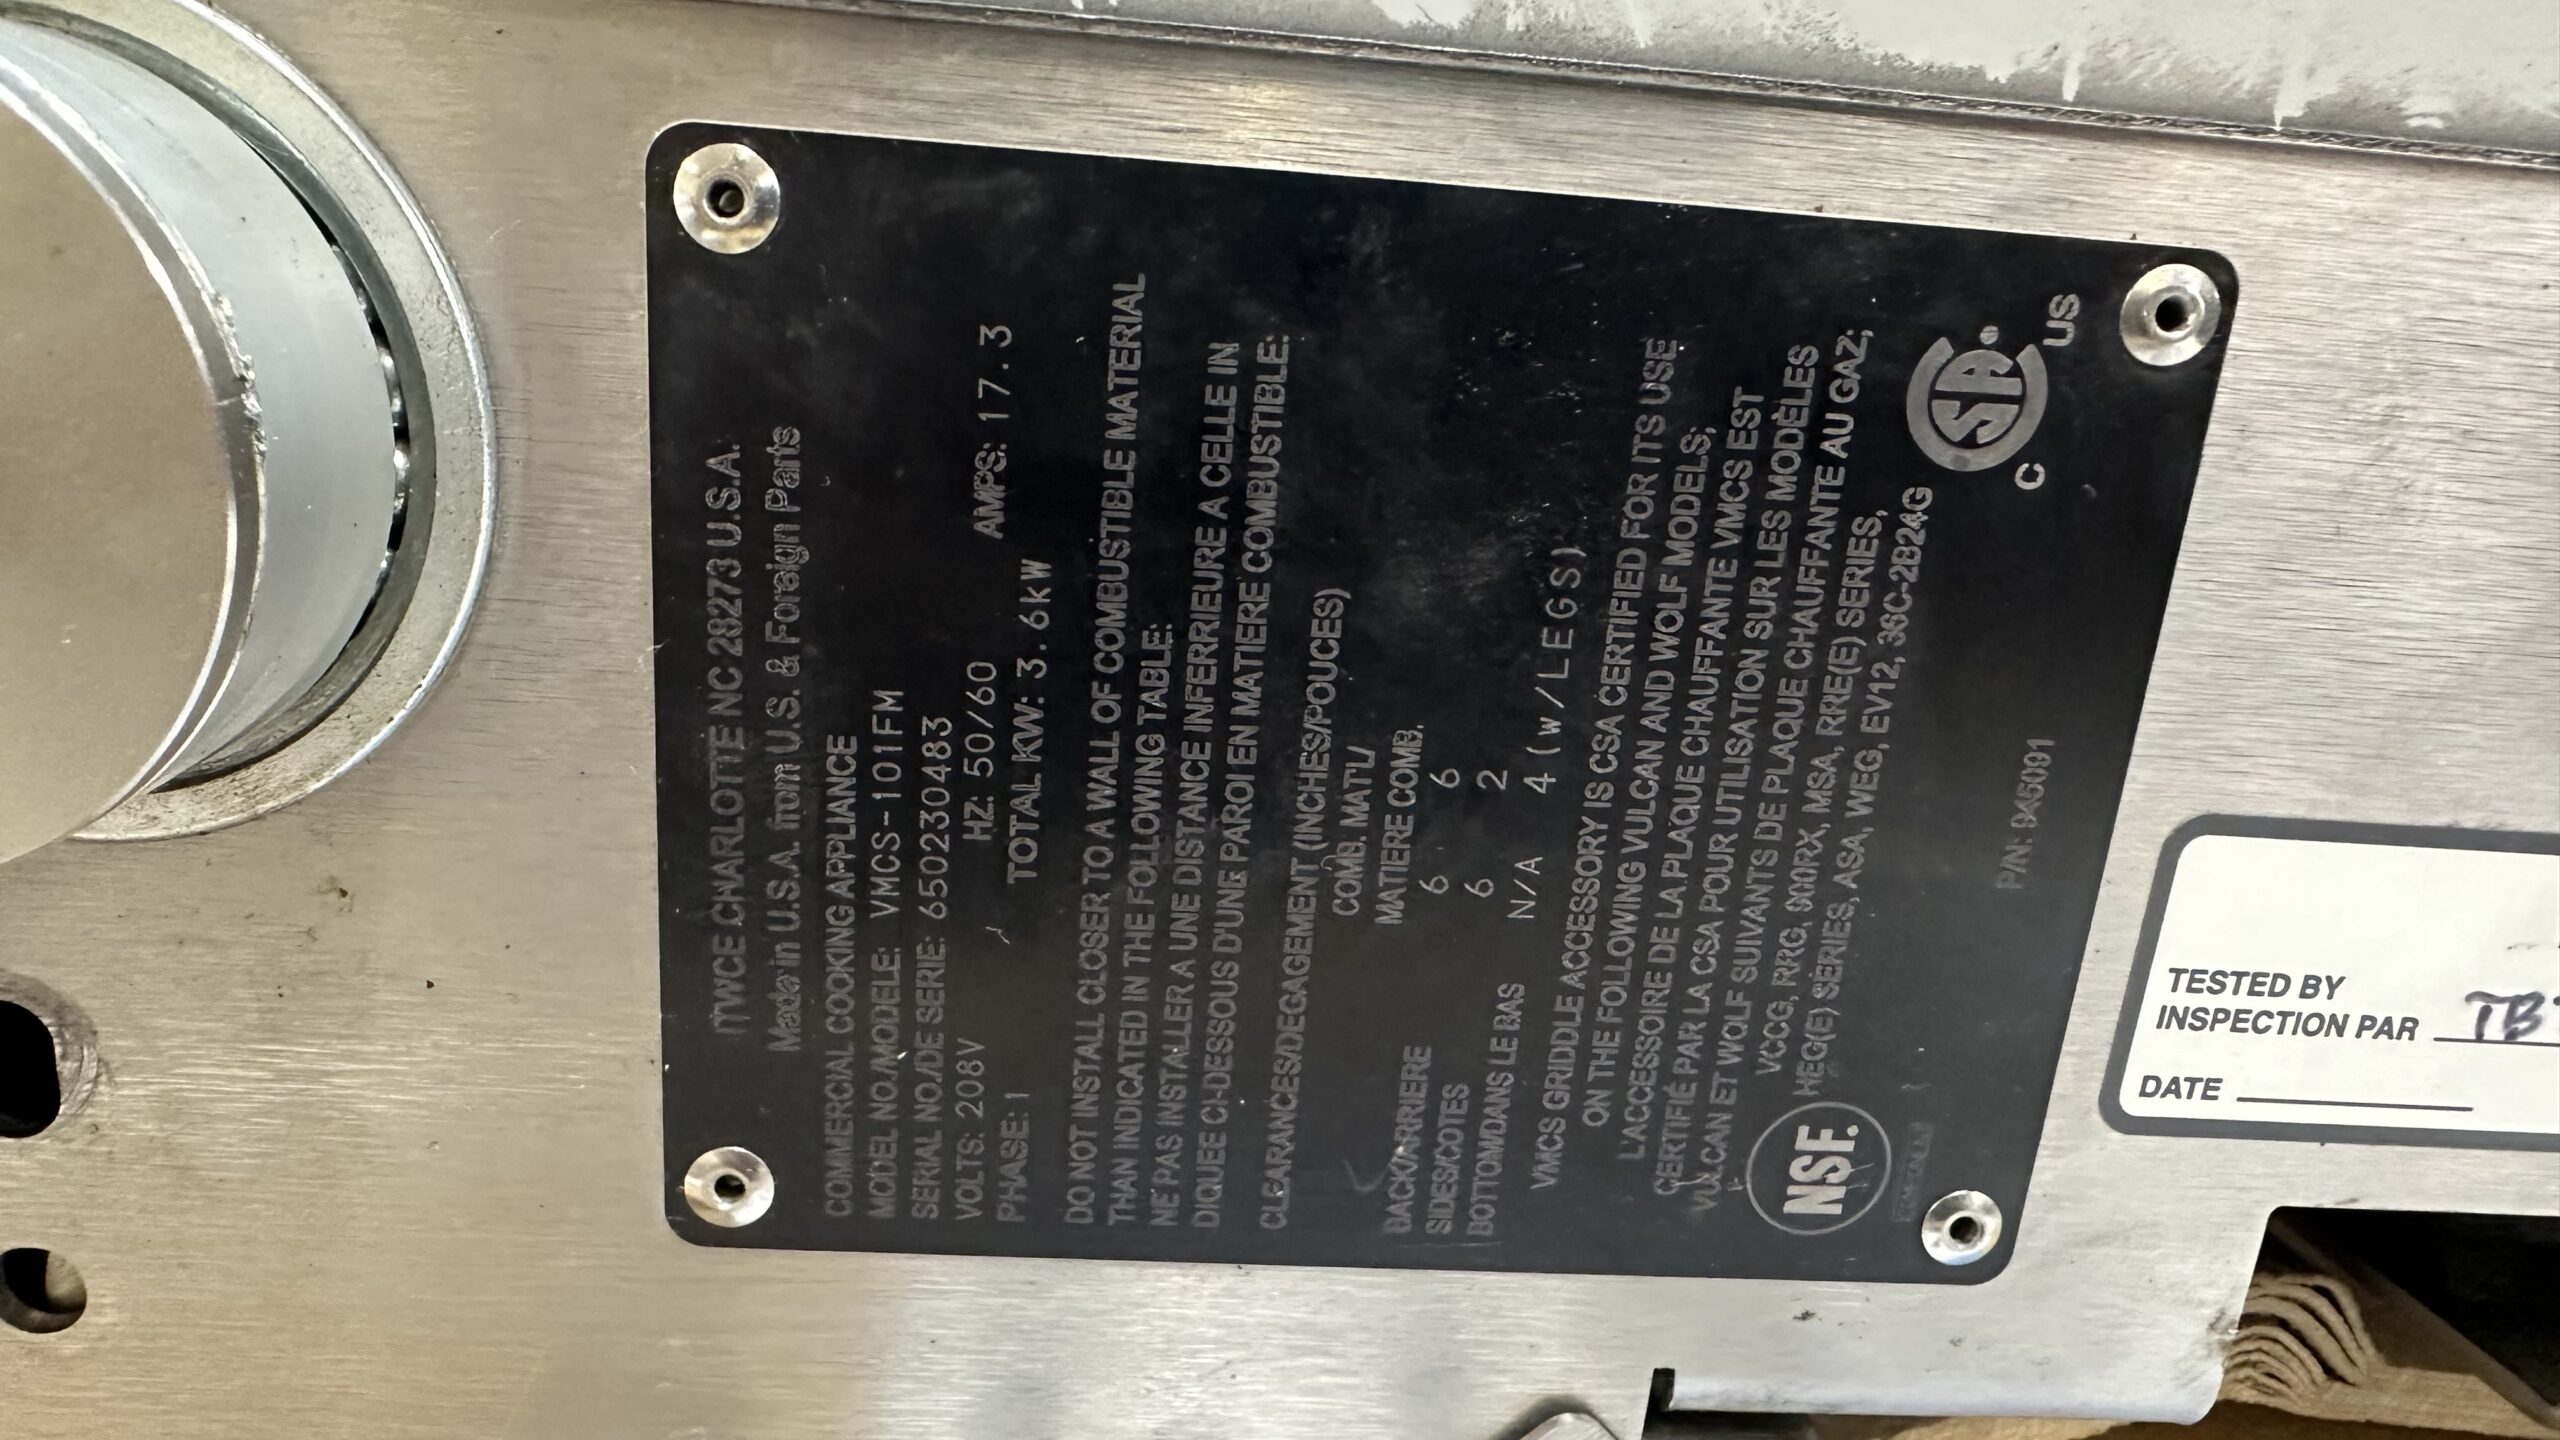 ITWCE CHARLOTTE NC 28273 U.S.A.
Made in U.S.A. from U.S. & Foreign Parts
COMMERCIAL COOKING APPLIANCE
MODEL NO./MODELE: VMCS-101FM
SERIAL NO./DE SERIE: 650230483
VOLTS: 208V HZ: 50/60 AMPS: 17.3
PHASE: 1 TOTAL KW: 3.6kW
DO NOT INSTALL CLOSER TO A WALL OF COMBUSTIBLE MATERIAL
THAN INDICATED IN THE FOLLOWING TABLE:
NE PAS INSTALLER A UNE DISTANCE INFERRIEURE A CELLE IN
DIQUEE CI-DESSOUS D'UNE PAROI EN MATIERE COMBUSTIBLE:
CLEARANCES/DEGAGEMENT (INCHES/POUCES)
COMB. MAT'L/
MATIERE COMB.
BACK/ARRIERE 6 6
SIDES/COTES 6 2
BOTTOM/DANS LE BAS N/A 4 (w/LEGS)
VMCS GRIDDLE ACCESSORY IS CSA CERTIFIED FOR ITS USE
ON THE FOLLOWING VULCAN AND WOLF MODELS;
L'ACCESSOIRE DE LA PLAQUE CHAUFFANTE VMCS EST
CERTIFIÉ PAR LA CSA POUR UTILISATION SUR LES MODÈLES
VULCAN ET WOLF SUIVANTS DE PLAQUE CHAUFFANTE AU GAZ;
VCCG, RRG, 900RX, MSA, RRE(E) SERIES,
HEG(E) SERIES, ASA, WEG, EV12, 36C-2B24G
NSF.
CSA
C US
P/N: 945091
TESTED BY
INSPECTION PAR TB
DATE